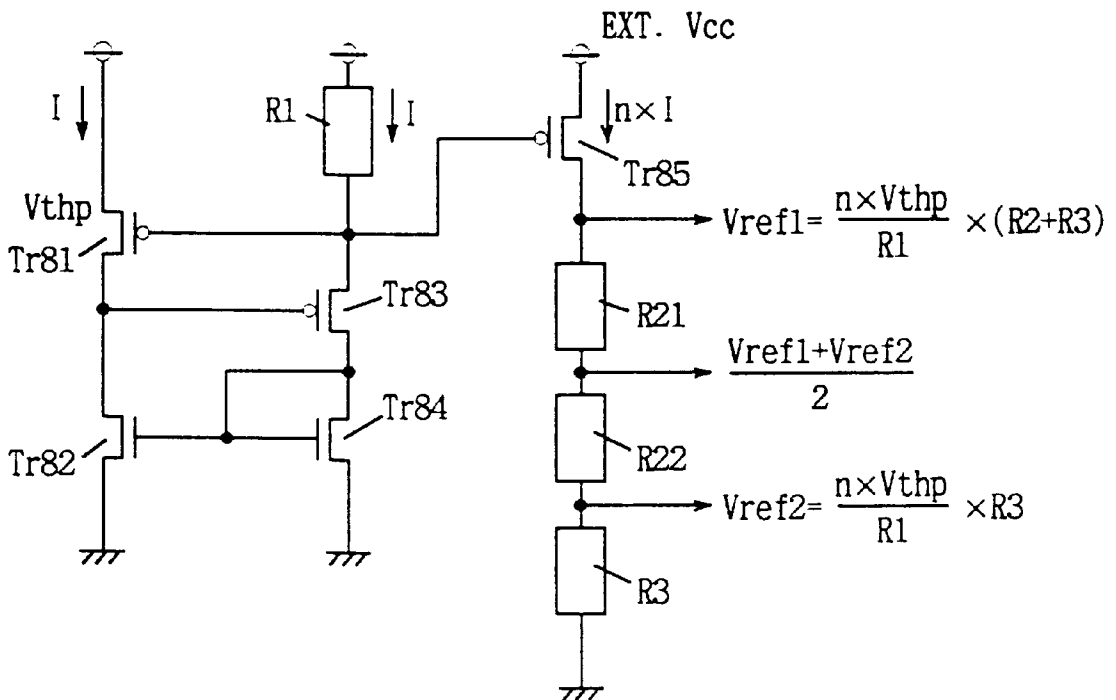 EXT. Vcc
I
R1
I
n×I
Tr85
Vthp
Tr81
Vref1= n×Vthp/R1 ×(R2+R3)
Tr83
R21
Vref1+Vref2/2
Tr84
Tr82
R22
Vref2= n×Vthp/R1 ×R3
R3